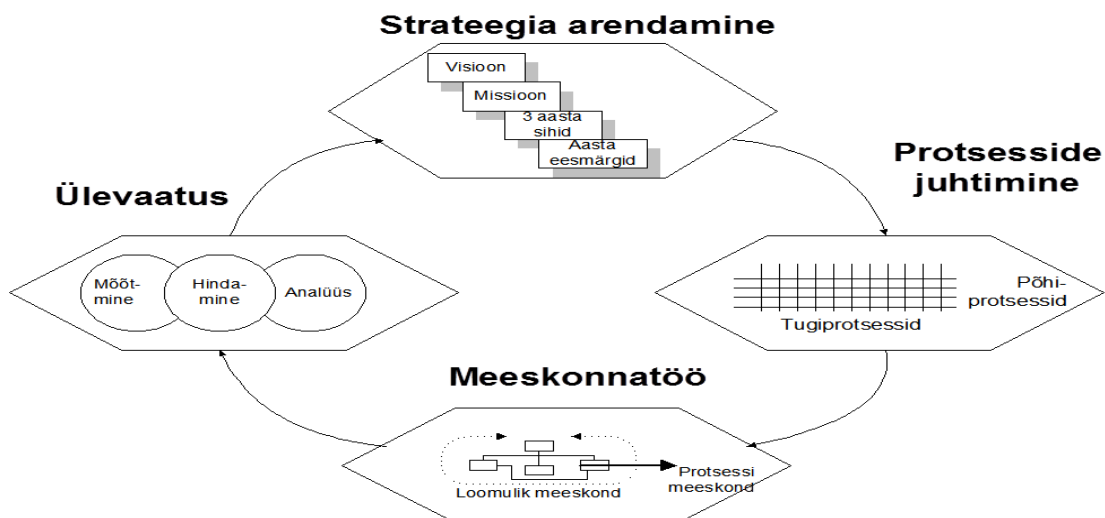 Strateegia arendamine
Visioon
Missioon
3 aasta
sihid
Aasta
eesmärgid
Protsesside
juhtimine
Ülevaatus
Mõõt-
mine
Hinda-
mine
Analüüs
Põhi-
protsessid
Tugiprotsessid
Meeskonnatöö
Loomulik meeskond
Protsessi
meeskond